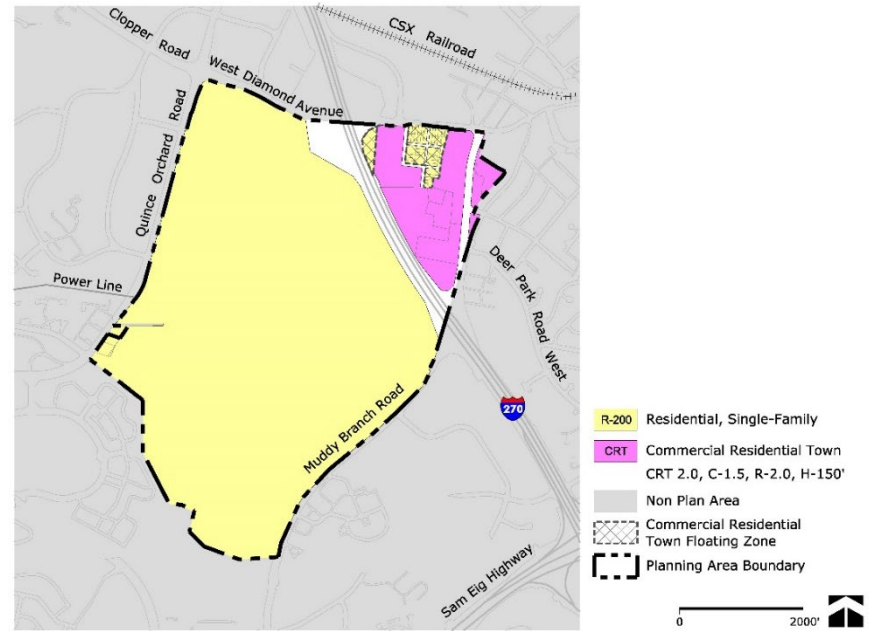 CSX Railroad
Clopper Road
West Diamond Avenue
Quince Orchard Road
Power Line
Deer Park Road West
Muddy Branch Road
270
Sam Eig Highway
R-200 Residential, Single-Family
CRT Commercial Residential Town
CRT 2.0, C-1.5, R-2.0, H-150'
Non Plan Area
Commercial Residential
Town Floating Zone
Planning Area Boundary
0 2000'